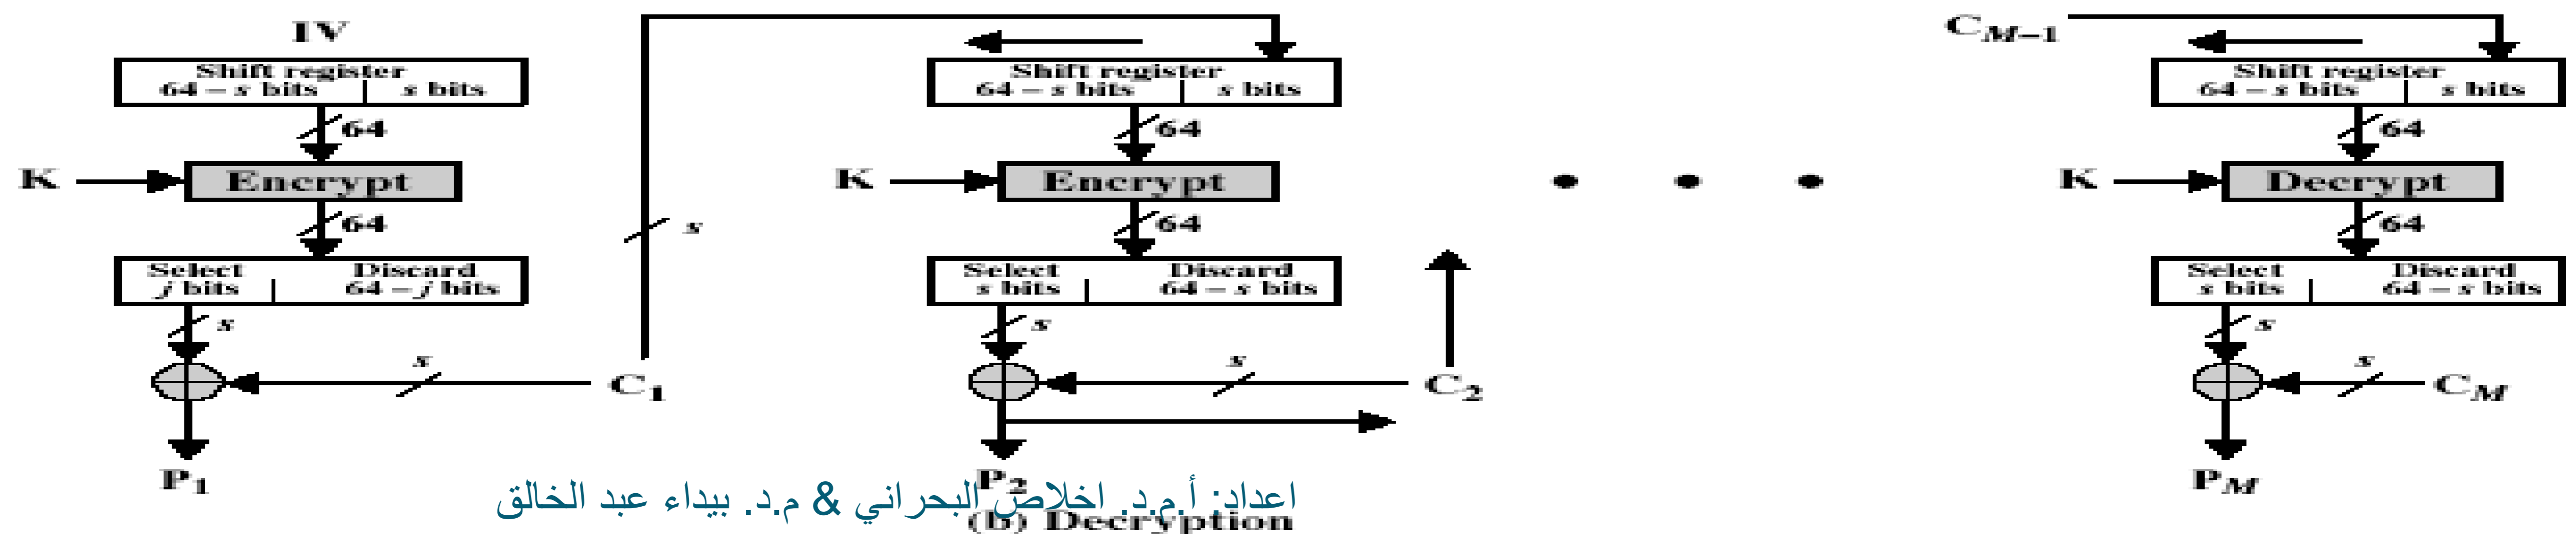 IV
Shift register
64 – s bits s bits
64
K
Encrypt
64
Select Discard
j bits 64 – j bits
s
s
C1
P1
s
Shift register
64 – s bits s bits
64
K
Encrypt
64
Select Discard
s bits 64 – s bits
s
s
C2
P2
• • •
CM–1
Shift register
64 – s bits s bits
64
K
Decrypt
64
Select Discard
s bits 64 – s bits
s
s
CM
PM
اعداد: أ.م.د. اخلاص البحراني & م.د. بيداء عبد الخالق
(b) Decryption